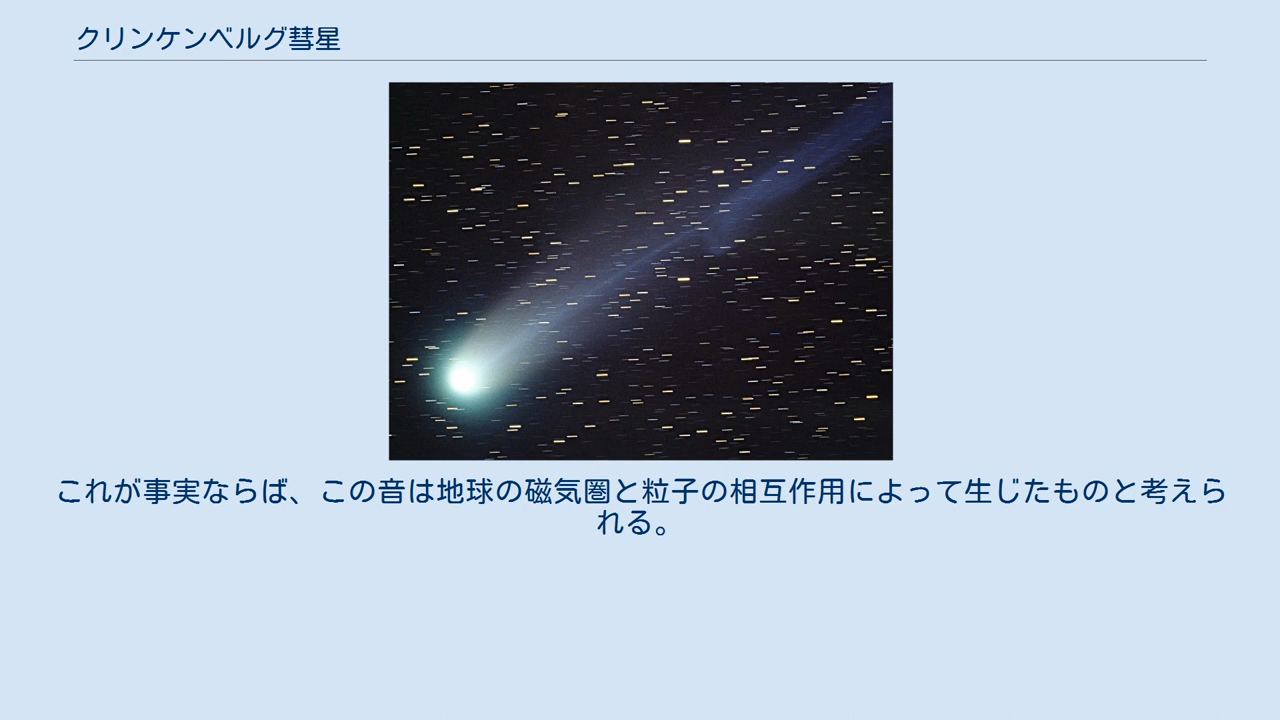 クリンケンベルグ彗星
これが事実ならば、この音は地球の磁気圏と粒子の相互作用によって生じたものと考えら
れる。